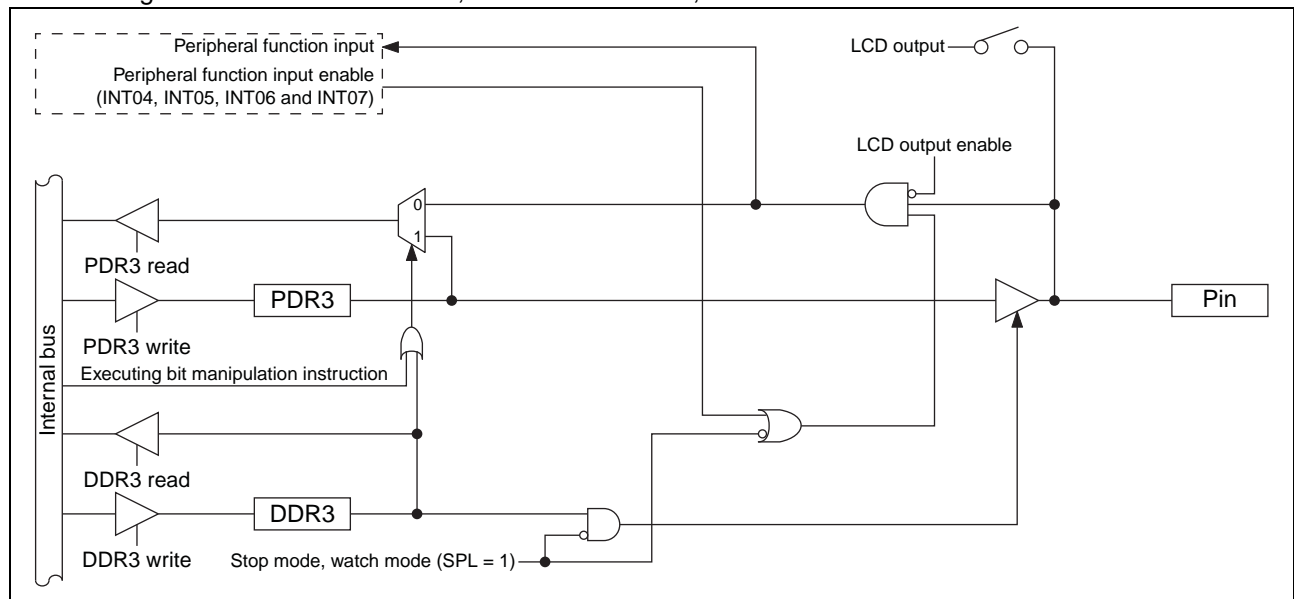 Peripheral function input
LCD output
Peripheral function input enable
(INT04, INT05, INT06 and INT07)
LCD output enable
0
1
PDR3 read
PDR3
Pin
PDR3 write
Internal bus
Executing bit manipulation instruction
DDR3 read
DDR3
DDR3 write
Stop mode, watch mode (SPL = 1)